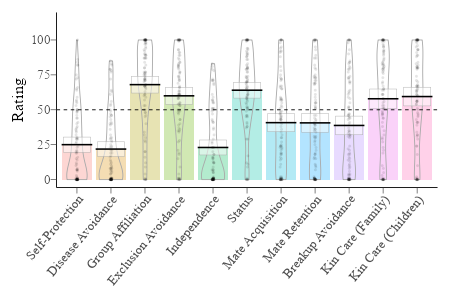 100
75
50
25
0
Rating
Self-Protection
Disease Avoidance
Group Affiliation
Exclusion Avoidance
Independence
Status
Mate Acquisition
Mate Retention
Breakup Avoidance
Kin Care (Family)
Kin Care (Children)